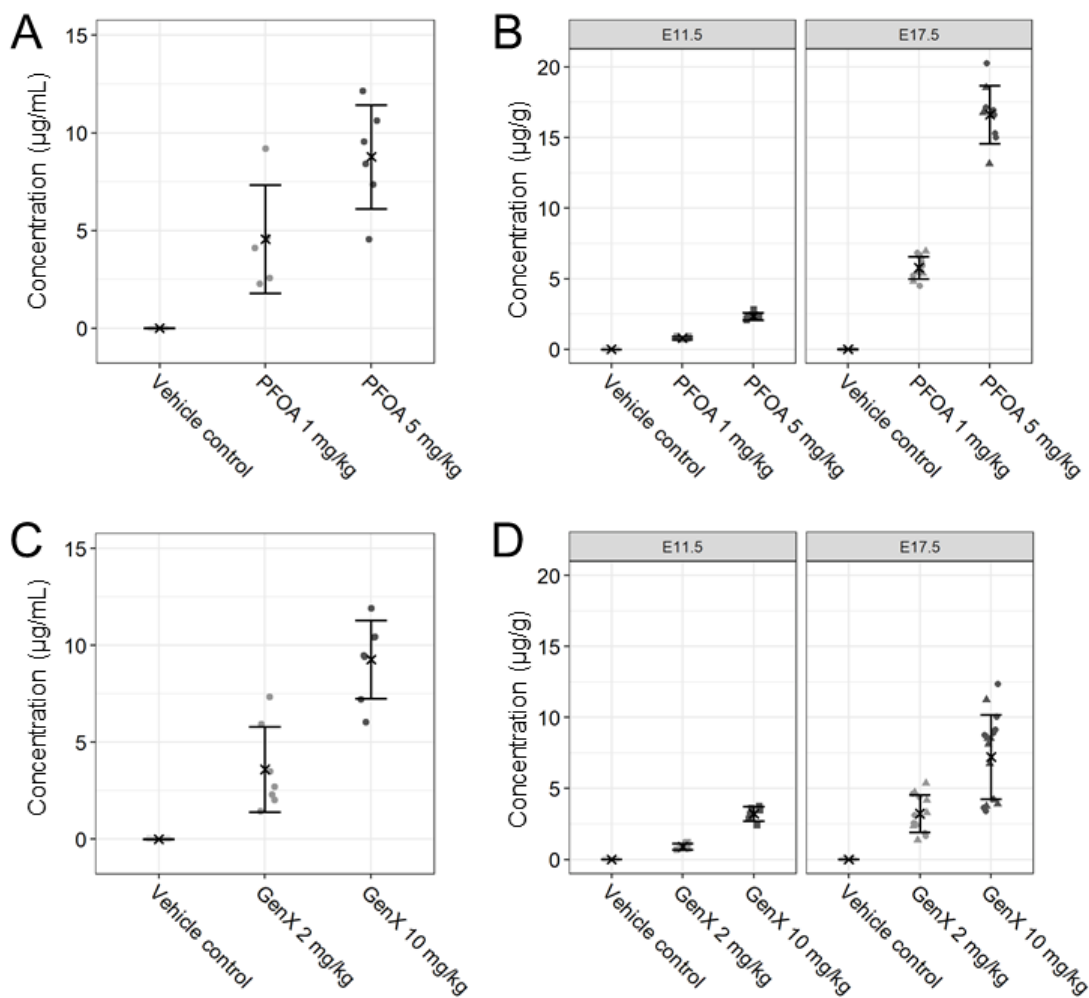 A
15
10
5
0
Concentration (µg/mL)
Vehicle control
PFOA 1 mg/kg
PFOA 5 mg/kg
B
E11.5
E17.5
20
15
10
5
0
Concentration (µg/g)
Vehicle control
PFOA 1 mg/kg
PFOA 5 mg/kg
Vehicle control
PFOA 1 mg/kg
PFOA 5 mg/kg
C
15
10
5
0
Concentration (µg/mL)
Vehicle control
GenX 2 mg/kg
GenX 10 mg/kg
D
E11.5
E17.5
20
15
10
5
0
Concentration (µg/g)
Vehicle control
GenX 2 mg/kg
GenX 10 mg/kg
Vehicle control
GenX 2 mg/kg
GenX 10 mg/kg